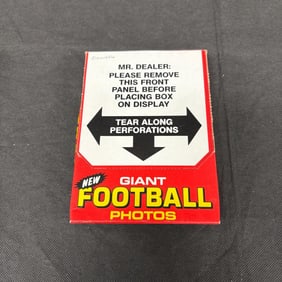 MR. DEALER:
PLEASE REMOVE
THIS FRONT
PANEL BEFORE
PLACING BOX
ON DISPLAY
TEAR ALONG
PERFORATIONS
NEW
GIANT
FOOTBALL
PHOTOS